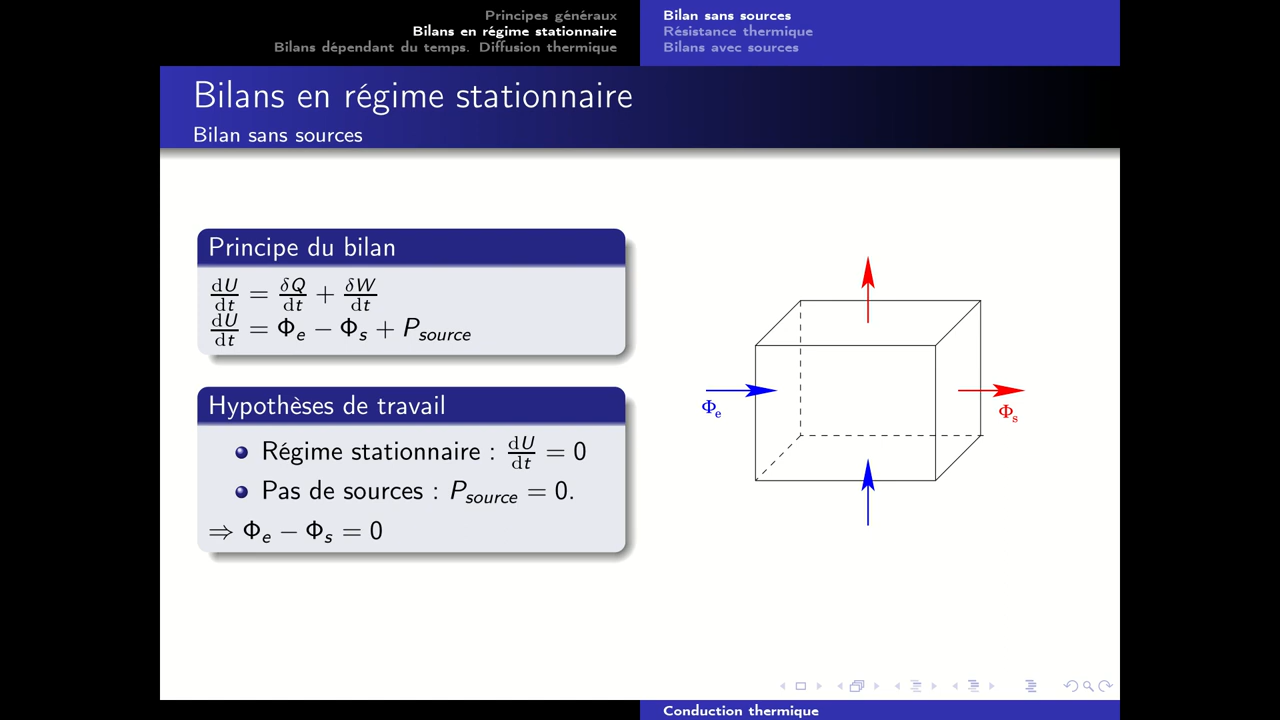 Principes généraux
Bilans en régime stationnaire
Bilans dépendant du temps. Diffusion thermique
Bilan sans sources
Résistance thermique
Bilans avec sources
Bilans en régime stationnaire
Bilan sans sources
Principe du bilan
dU/dt = δQ/dt + δW/dt
dU/dt = Φe − Φs + Psource
Hypothèses de travail
Régime stationnaire : dU/dt = 0
Pas de sources : Psource = 0.
⇒ Φe − Φs = 0
Φe
Φs
Conduction thermique